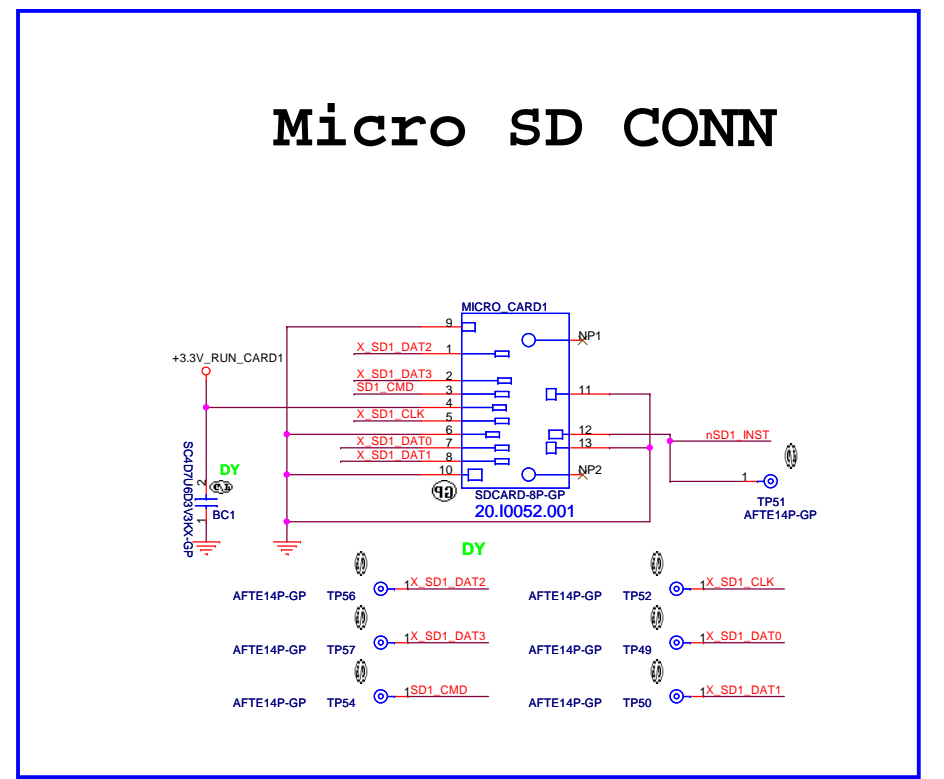 Micro SD CONN
MICRO_CARD1
9
NP1
X_SD1_DAT2 1
+3.3V_RUN_CARD1
X_SD1_DAT3 2
SD1_CMD 3
11
4
X_SD1_CLK 5
6
12
nSD1_INST
X_SD1_DAT0 7
13
X_SD1_DAT1 8
10
NP2
DY
2
SC4D7U6D3V3KX-GP
1
BC1
GP
SDCARD-8P-GP
20.I0052.001
1
TP51
AFTE14P-GP
DY
AFTE14P-GP TP56 1 X_SD1_DAT2
AFTE14P-GP TP52 1 X_SD1_CLK
AFTE14P-GP TP57 1 X_SD1_DAT3
AFTE14P-GP TP49 1 X_SD1_DAT0
AFTE14P-GP TP54 1 SD1_CMD
AFTE14P-GP TP50 1 X_SD1_DAT1